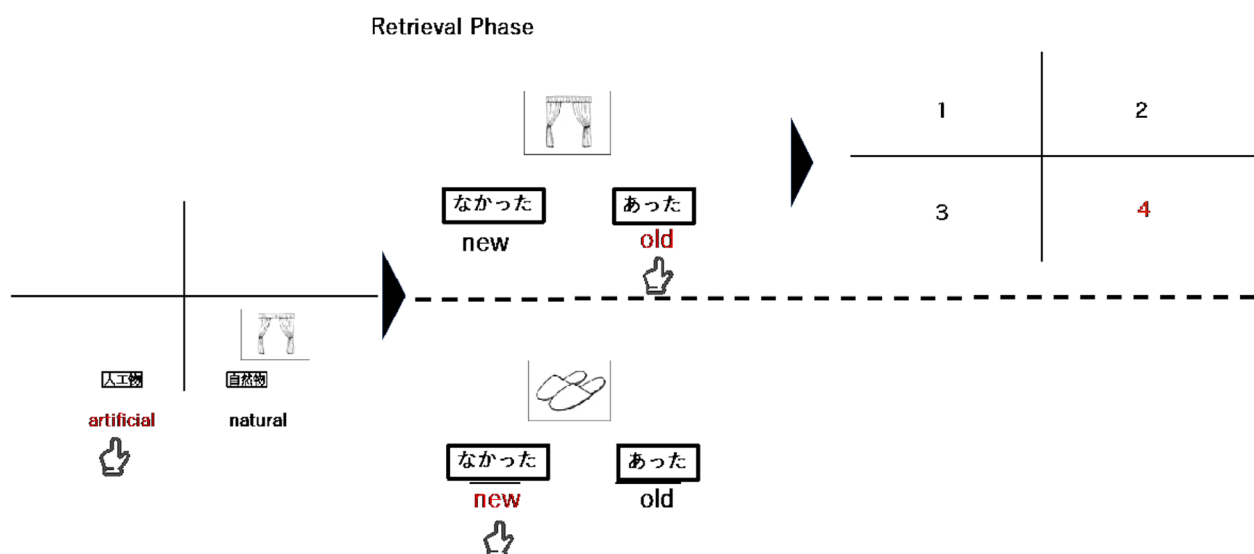 Retrieval Phase
人工物 自然物
artificial natural
なかった あった
new old
なかった あった
new old
1 2
3 4